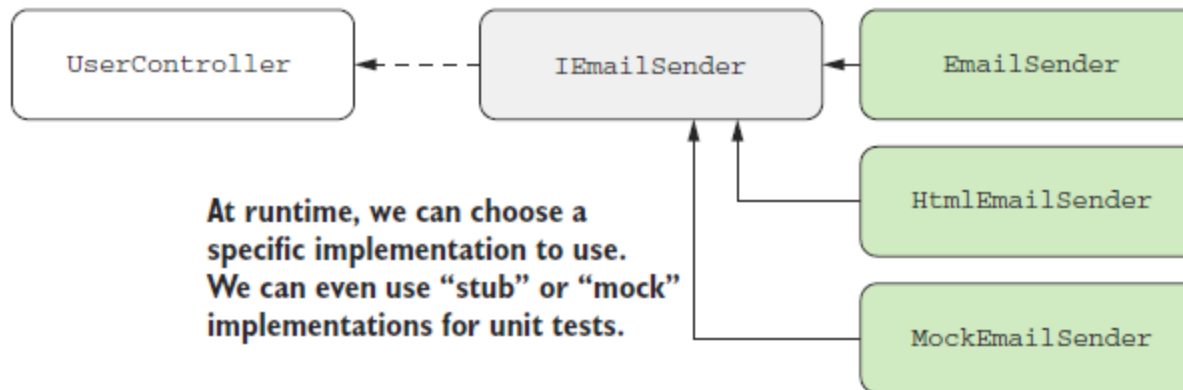 UserController
IEmailSender
EmailSender
HtmlEmailSender
At runtime, we can choose a
specific implementation to use.
We can even use “stub” or “mock”
implementations for unit tests.
MockEmailSender